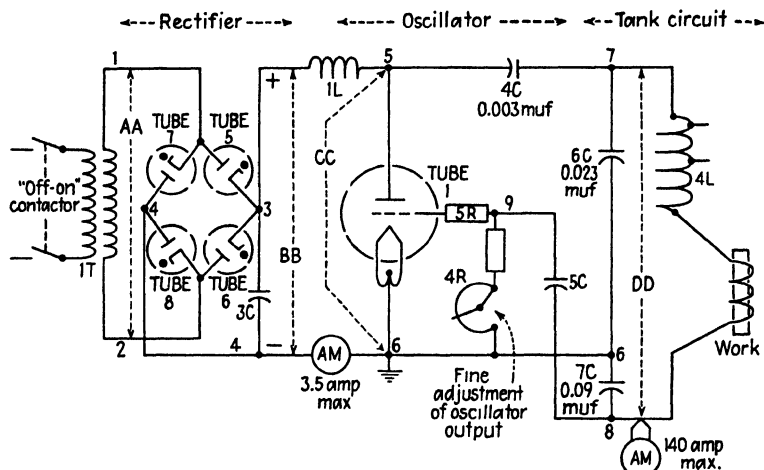 Rectifier
Oscillator
Tank circuit
1
5
7
+
1L
4C
0.003 muf
AA
TUBE
7
TUBE
5
CC
TUBE
1
6C
0.023
muf
4L
"Off-on"
contactor
4
3
5R
9
1T
BB
TUBE
8
TUBE
6
3C
4R
5C
DD
Work
2
4
−
AM
3.5 amp
max
6
6
Fine
adjustment
of oscillator
output
7C
0.09
muf
8
AM
140 amp
max.